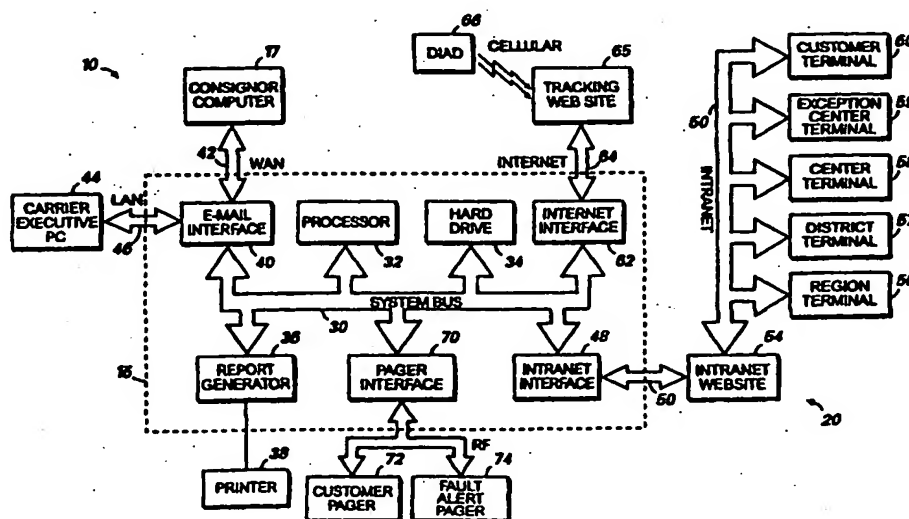 66
DIAD
CELLULAR
10
17
CONSIGNOR
COMPUTER
65
TRACKING
WEB SITE
CUSTOMER
TERMINAL
50
EXCEPTION
CENTER
TERMINAL
CENTER
TERMINAL
DISTRICT
TERMINAL
REGION
TERMINAL
INTRANET
42
WAN
INTERNET
64
44
CARRIER
EXECUTIVE
PC
LAN
46
E-MAIL
INTERFACE
40
PROCESSOR
32
HARD
DRIVE
34
INTERNET
INTERFACE
62
SYSTEM BUS
30
36
REPORT
GENERATOR
70
PAGER
INTERFACE
48
INTRANET
INTERFACE
50
54
INTRANET
WEBSITE
20
RF
38
PRINTER
72
CUSTOMER
PAGER
74
FAULT
ALERT
PAGER